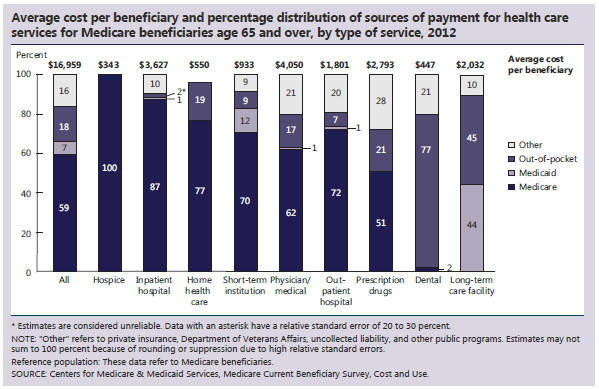 Average cost per beneficiary and percentage distribution of sources of payment for health care
services for Medicare beneficiaries age 65 and over, by type of service, 2012
Percent
$16,959 $343 $3,627 $550 $933 $4,050 $1,801 $2,793 $447 $2,032
Average cost
per beneficiary
100
80
60
40
20
0
16
18
7
59
100
10
2*
1
87
19
77
9
9
12
70
21
17
1
62
20
7
1
72
28
21
51
21
77
2
10
45
44
Other
Out-of-pocket
Medicaid
Medicare
All
Hospice
Inpatient
hospital
Home
health
care
Short-term
institution
Physician/
medical
Out-
patient
hospital
Prescription
drugs
Dental
Long-term
care facility
* Estimates are considered unreliable. Data with an asterisk have a relative standard error of 20 to 30 percent.
NOTE: "Other" refers to private insurance, Department of Veterans Affairs, uncollected liability, and other public programs. Estimates may not
sum to 100 percent because of rounding or suppression due to high relative standard errors.
Reference population: These data refer to Medicare beneficiaries.
SOURCE: Centers for Medicare & Medicaid Services, Medicare Current Beneficiary Survey, Cost and Use.